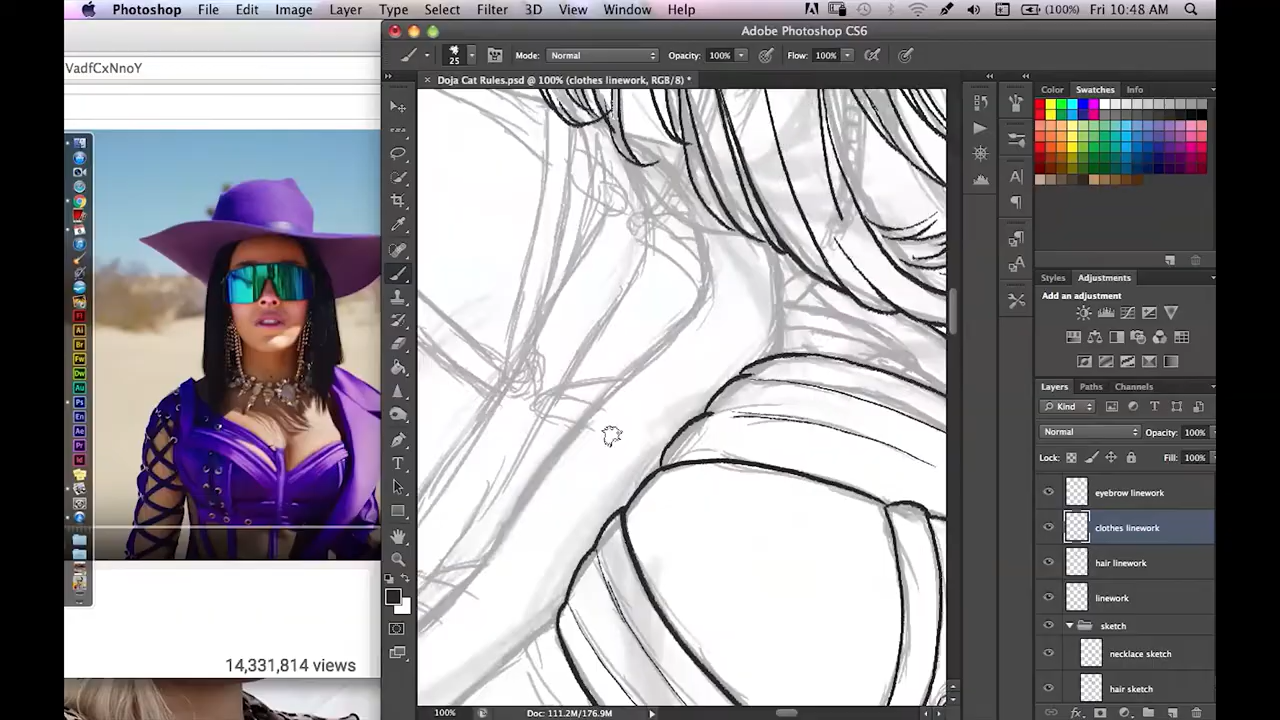 Photoshop File Edit Image Layer Type Select Filter 3D View Window Help (100%) Fri 10:48 AM
Adobe Photoshop CS6
VadfCxNnoY
25 Mode: Normal Opacity: 100% Flow: 100%
Doja Cat Rules.psd @ 100% (clothes linework, RGB/8) *
Color Swatches Info
Styles Adjustments
Add an adjustment
Layers Paths Channels
Kind
Normal Opacity: 100%
Lock: Fill: 100%
eyebrow linework
clothes linework
hair linework
linework
sketch
necklace sketch
hair sketch
14,331,814 views
100% Doc: 111.2M/176.9M